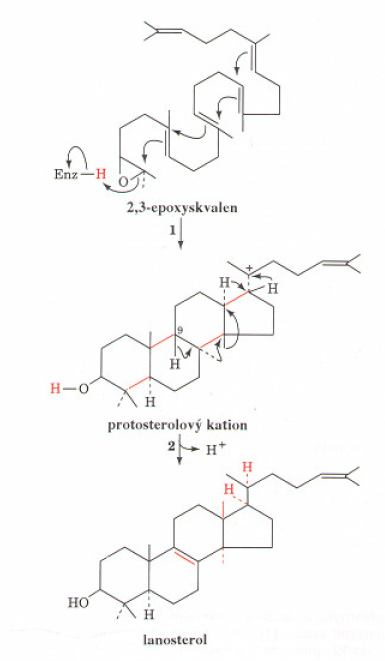 Enz—H
O
2,3-epoxyskvalen
1
+
H
H
9
H
H—O
H
protosterolový kation
2 H+
H
H
HO
H
lanosterol